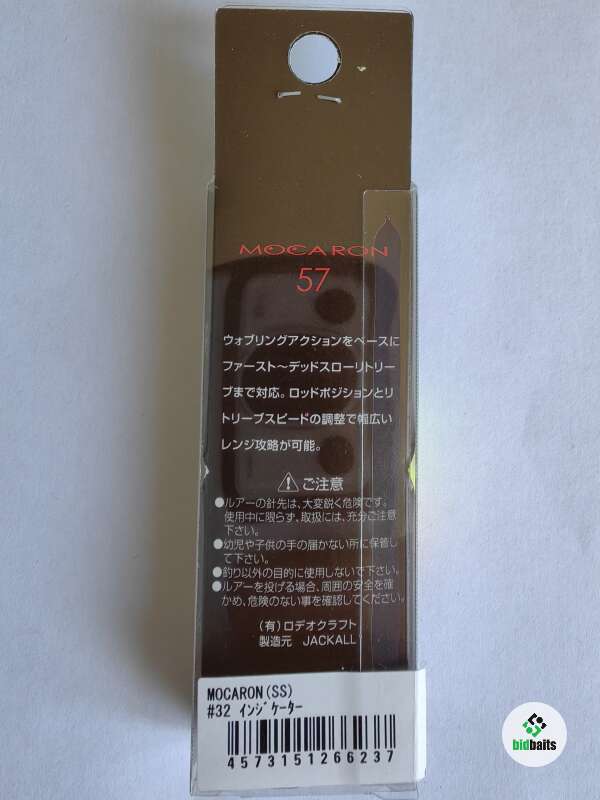 MOCARON
57
ウォブリングアクションをベースに
ファースト～デッドスローリトリー
ブまで対応。ロッドポジションとリ
トリーブスピードの調整で幅広い
レンジ攻略が可能。
ご注意
●ルアーの針先は、大変鋭く危険です。
使用中に限らず、取扱には、充分ご注意
下さい。
●幼児や子供の手の届かない所に保管し
て下さい。
●釣り以外の目的に使用しないで下さい。
●ルアーを投げる場合、周囲の安全を確
かめ、危険のない事を確認してください。
（有）ロデオクラフト
製造元 JACKALL
MOCARON(SS)
#32 ｲﾝｼﾞｹｰﾀｰ
4573151266237
bidbaits